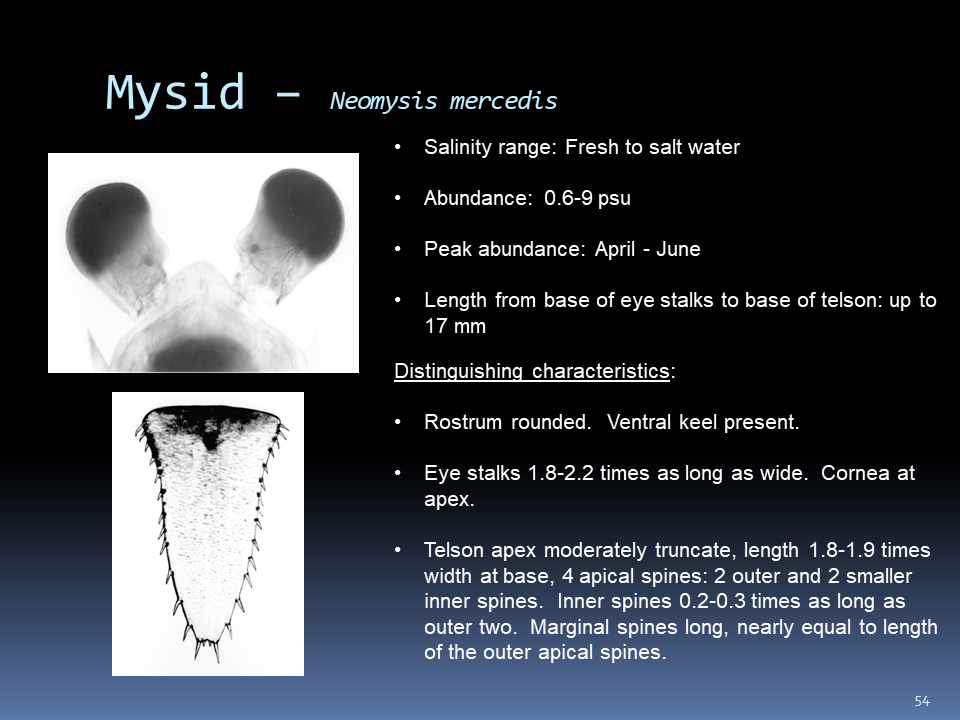 Mysid – Neomysis mercedis
• Salinity range: Fresh to salt water
• Abundance: 0.6-9 psu
• Peak abundance: April - June
• Length from base of eye stalks to base of telson: up to
17 mm
Distinguishing characteristics:
• Rostrum rounded. Ventral keel present.
• Eye stalks 1.8-2.2 times as long as wide. Cornea at
apex.
• Telson apex moderately truncate, length 1.8-1.9 times
width at base, 4 apical spines: 2 outer and 2 smaller
inner spines. Inner spines 0.2-0.3 times as long as
outer two. Marginal spines long, nearly equal to length
of the outer apical spines.
54